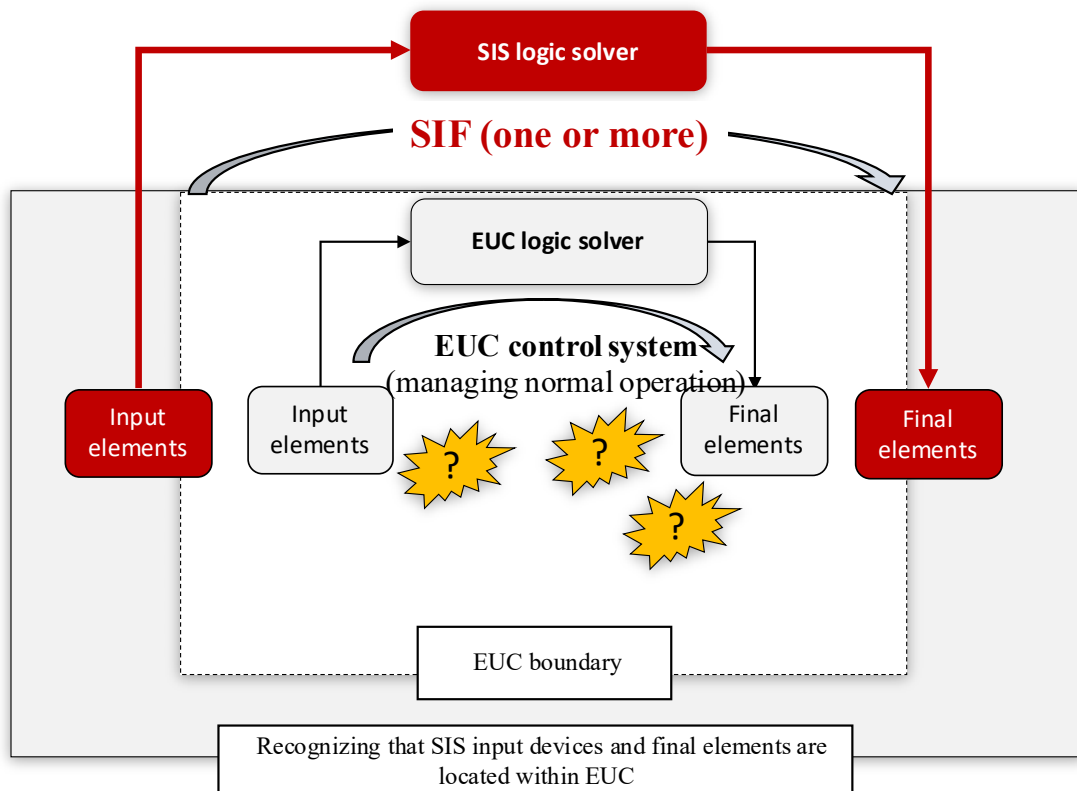 SIS logic solver
SIF (one or more)
EUC logic solver
EUC control system
(managing normal operation)
Input
elements
Input
elements
Final
elements
Final
elements
?
?
?
EUC boundary
Recognizing that SIS input devices and final elements are
located within EUC